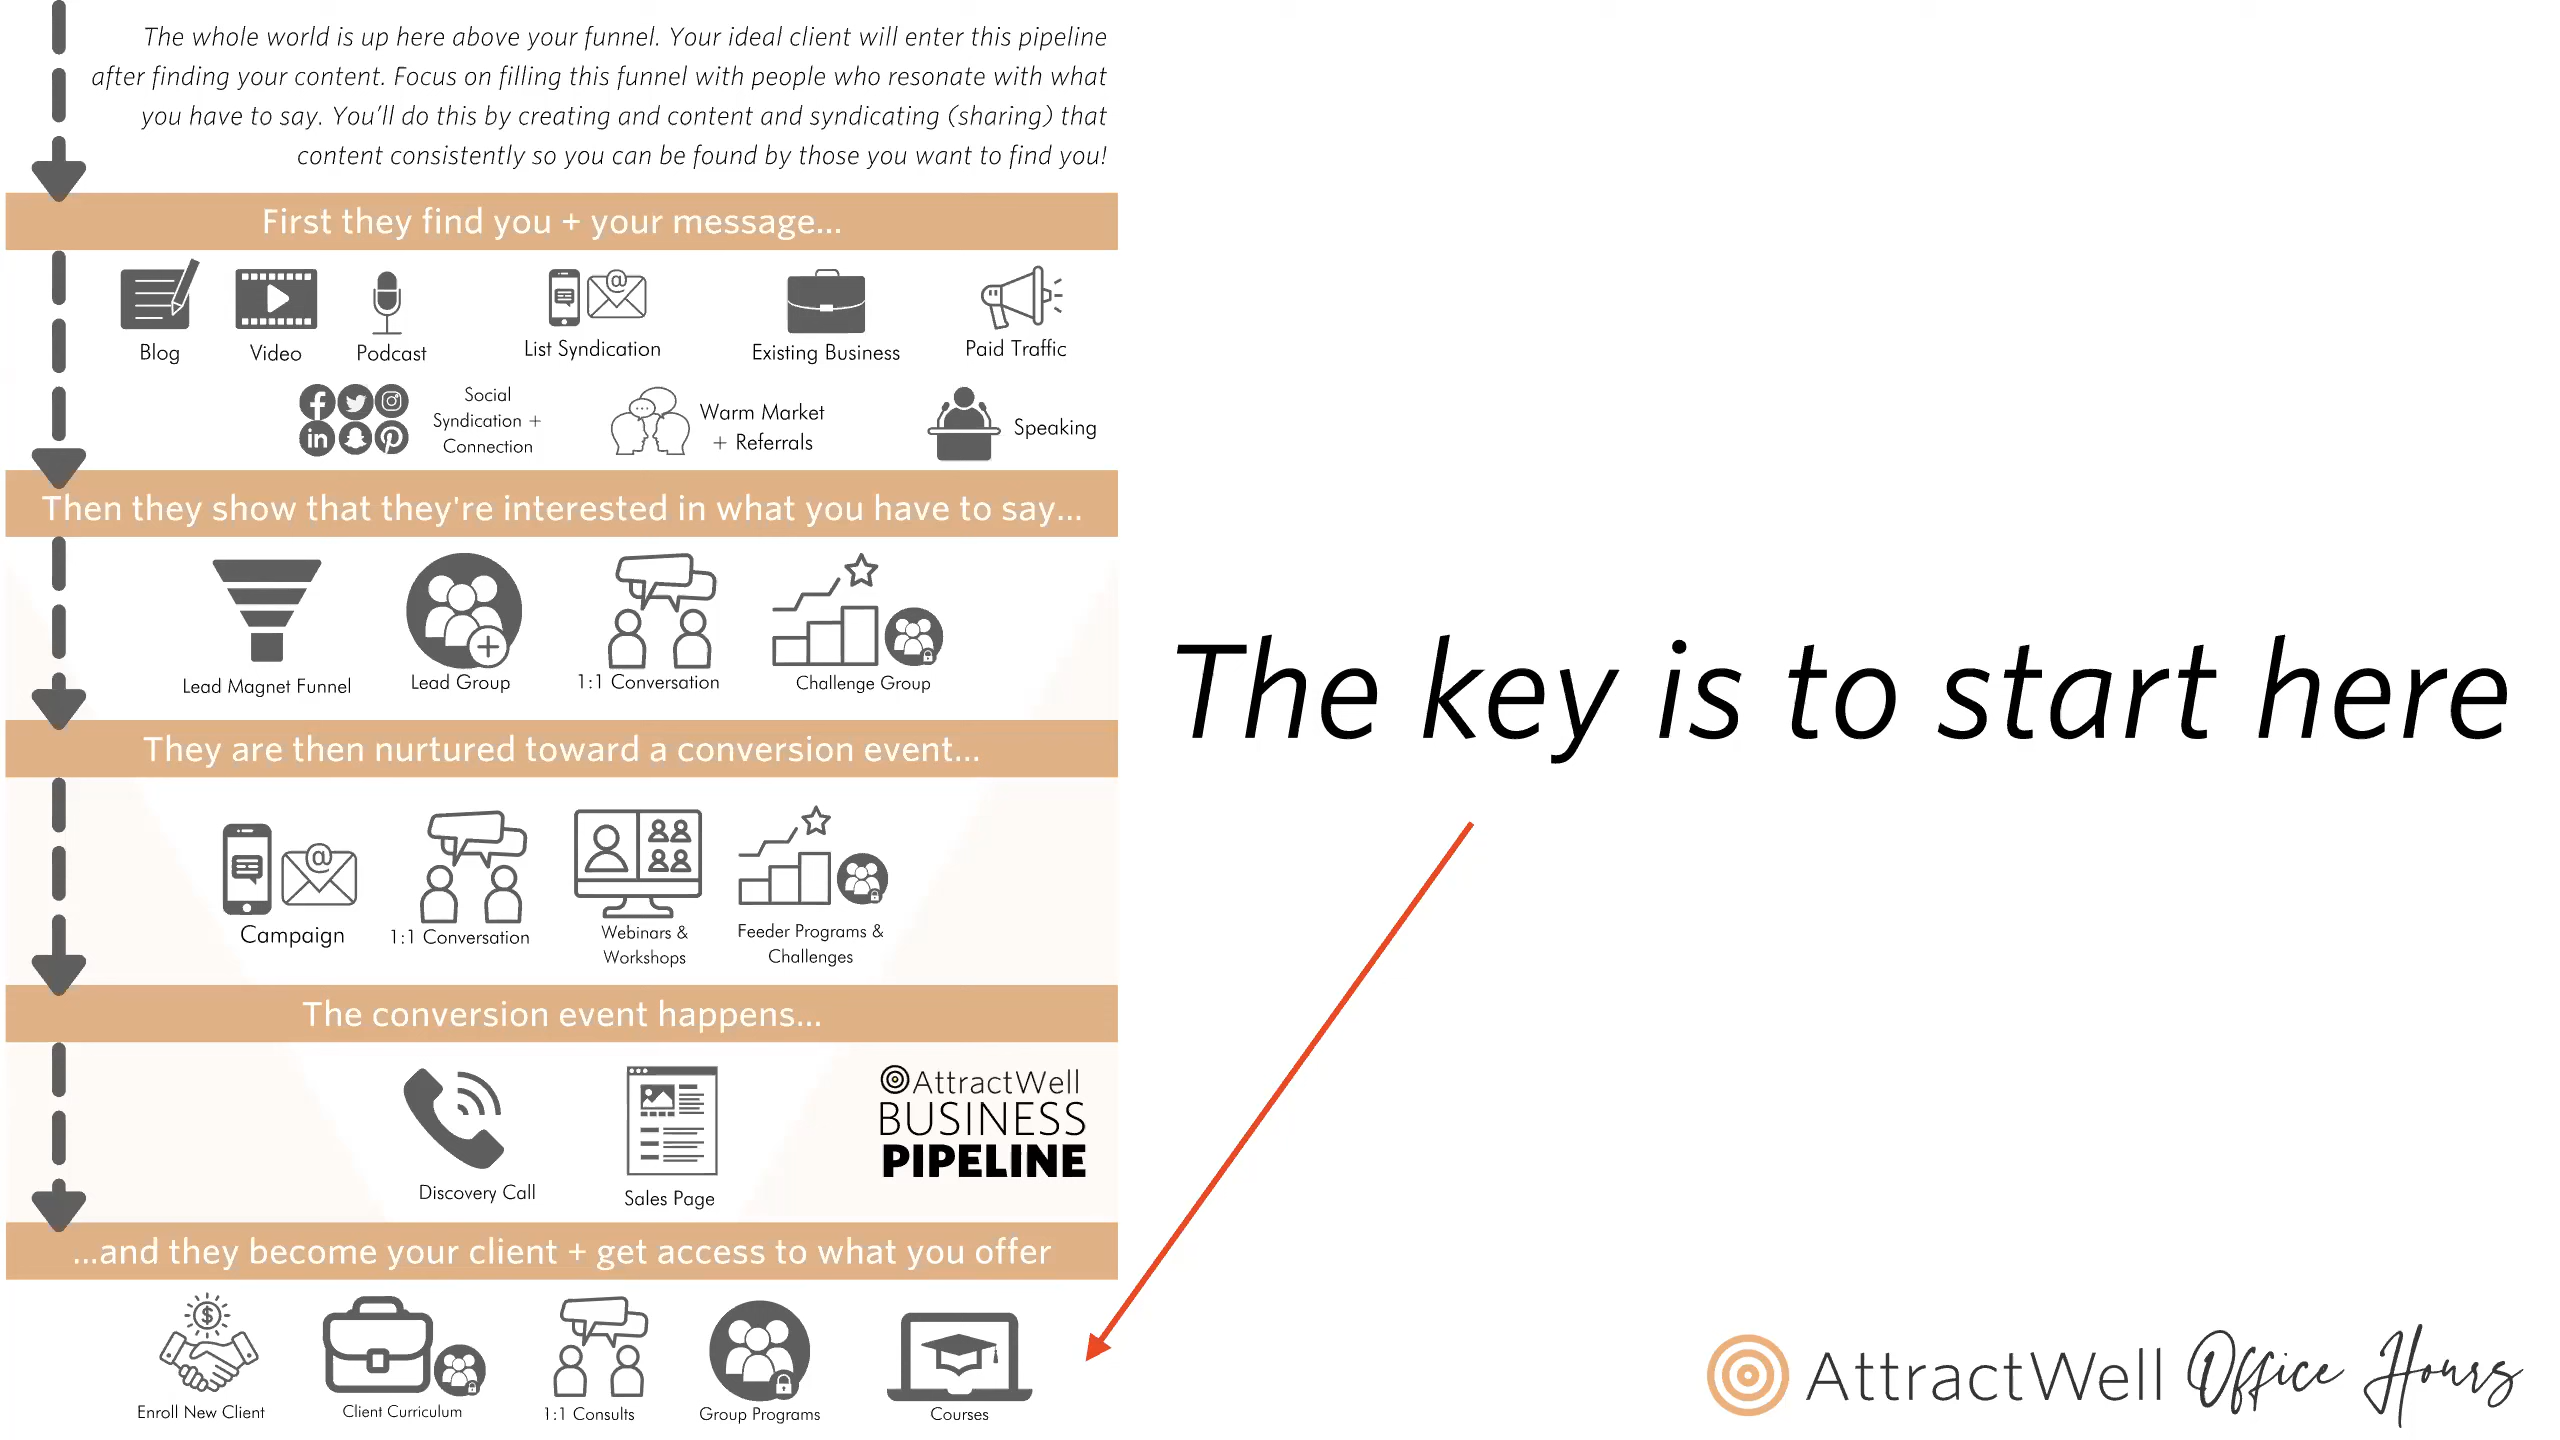 The whole world is up here above your funnel. Your ideal client will enter this pipeline
after finding your content. Focus on filling this funnel with people who resonate with what
you have to say. You'll do this by creating and content and syndicating (sharing) that
content consistently so you can be found by those you want to find you!
First they find you + your message...
Blog
Video
Podcast
List Syndication
Existing Business
Paid Traffic
Social
Syndication +
Connection
Warm Market
+ Referrals
Speaking
Then they show that they're interested in what you have to say...
Lead Magnet Funnel
Lead Group
1:1 Conversation
Challenge Group
They are then nurtured toward a conversion event...
Campaign
1:1 Conversation
Webinars &
Workshops
Feeder Programs &
Challenges
The conversion event happens...
Discovery Call
Sales Page
AttractWell
BUSINESS
PIPELINE
...and they become your client + get access to what you offer
Enroll New Client
Client Curriculum
1:1 Consults
Group Programs
Courses
The key is to start here
AttractWell Office Hours